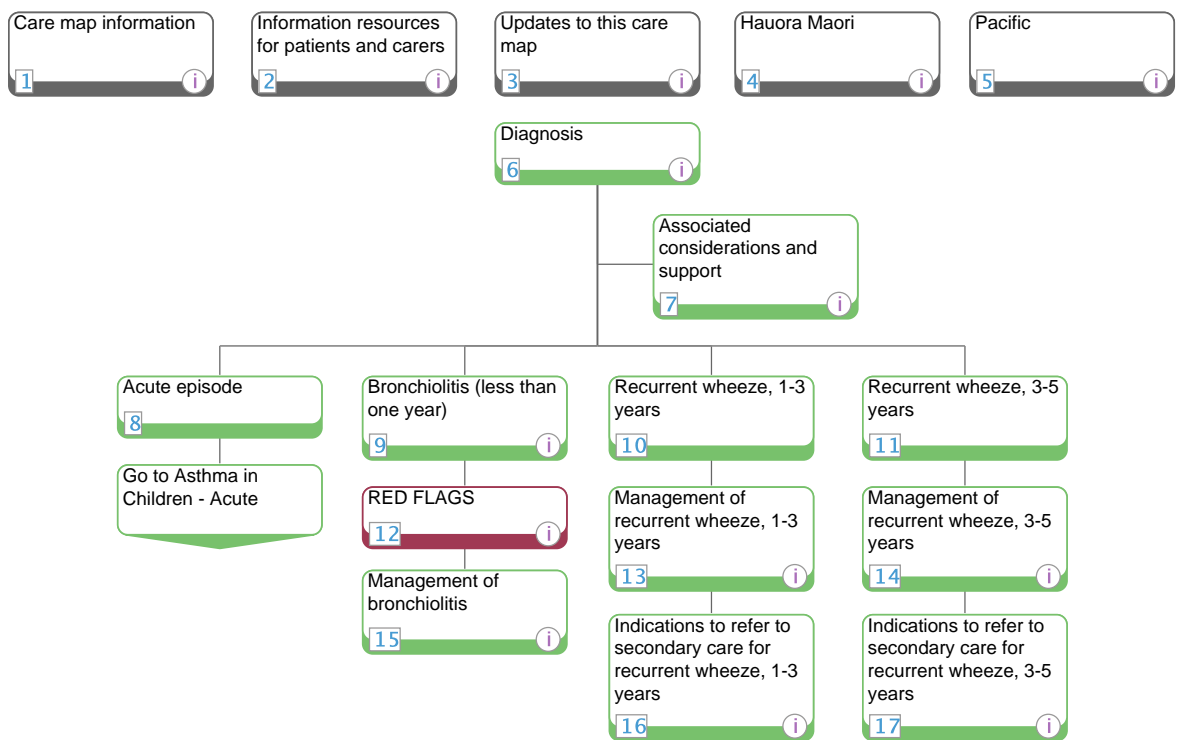 Care map information
1
i
Information resources
for patients and carers
2
i
Updates to this care
map
3
i
Hauora Maori
4
i
Pacific
5
i
Diagnosis
6
i
Associated
considerations and
support
7
i
Acute episode
8
Go to Asthma in
Children - Acute
Bronchiolitis (less than
one year)
9
i
RED FLAGS
12
i
Management of
bronchiolitis
15
i
Recurrent wheeze, 1-3
years
10
Management of
recurrent wheeze, 1-3
years
13
i
Indications to refer to
secondary care for
recurrent wheeze, 1-3
years
16
i
Recurrent wheeze, 3-5
years
11
Management of
recurrent wheeze, 3-5
years
14
i
Indications to refer to
secondary care for
recurrent wheeze, 3-5
years
17
i